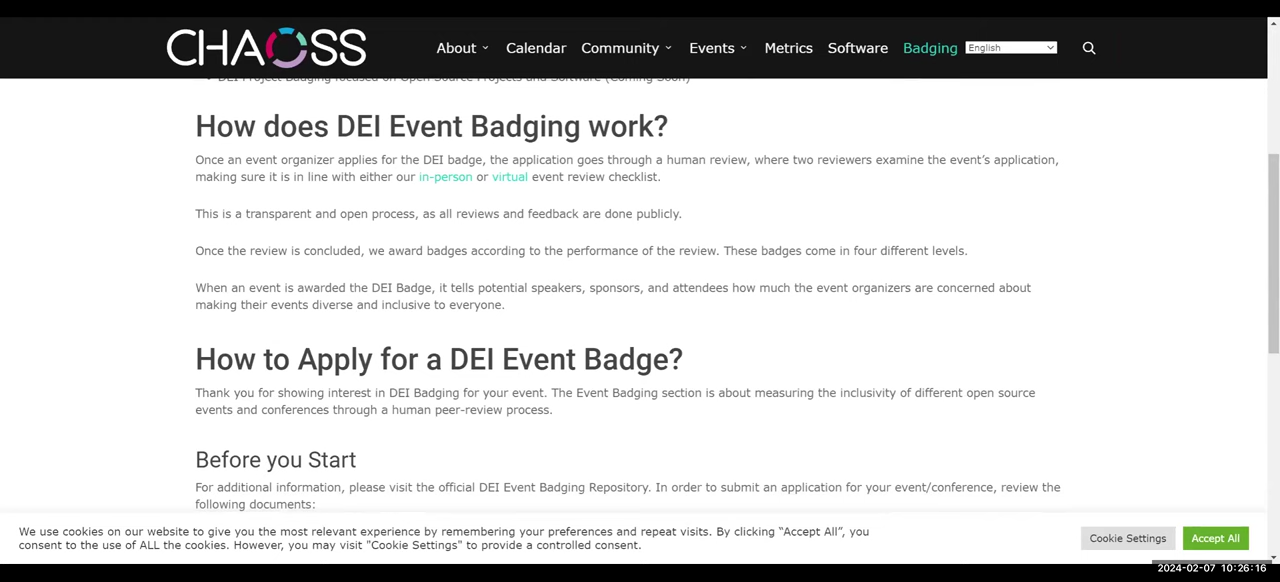 CHAOSS
About Calendar Community Events Metrics Software Badging English
DEI Project Badging focused on Open Source Projects and Software (Coming Soon)
How does DEI Event Badging work?
Once an event organizer applies for the DEI badge, the application goes through a human review, where two reviewers examine the event’s application,
making sure it is in line with either our in-person or virtual event review checklist.
This is a transparent and open process, as all reviews and feedback are done publicly.
Once the review is concluded, we award badges according to the performance of the review. These badges come in four different levels.
When an event is awarded the DEI Badge, it tells potential speakers, sponsors, and attendees how much the event organizers are concerned about
making their events diverse and inclusive to everyone.
How to Apply for a DEI Event Badge?
Thank you for showing interest in DEI Badging for your event. The Event Badging section is about measuring the inclusivity of different open source
events and conferences through a human peer-review process.
Before you Start
For additional information, please visit the official DEI Event Badging Repository. In order to submit an application for your event/conference, review the
following documents:
We use cookies on our website to give you the most relevant experience by remembering your preferences and repeat visits. By clicking “Accept All”, you
consent to the use of ALL the cookies. However, you may visit "Cookie Settings" to provide a controlled consent.
Cookie Settings
Accept All
2024-02-07 10:26:16